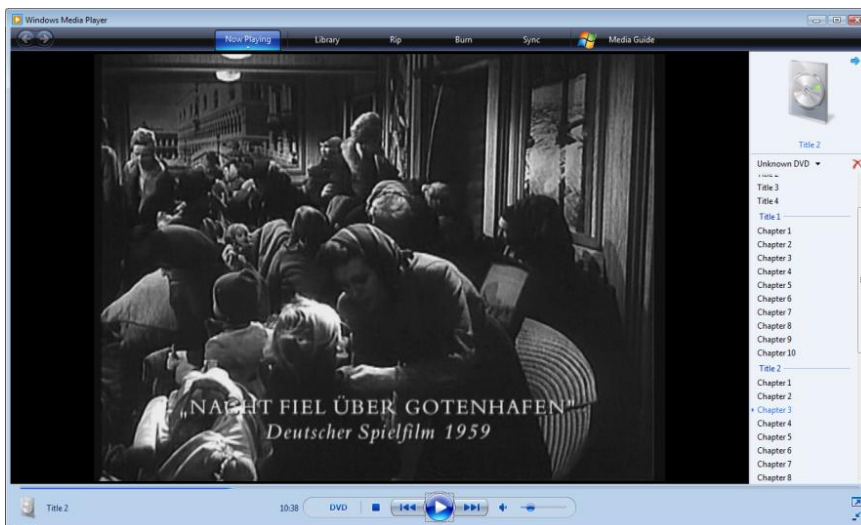 Windows Media Player
Now Playing Library Rip Burn Sync Media Guide
Title 2
Unknown DVD
Title 3
Title 4
Title 1
Chapter 1
Chapter 2
Chapter 3
Chapter 4
Chapter 5
Chapter 6
Chapter 7
Chapter 8
Chapter 9
Chapter 10
Title 2
Chapter 1
Chapter 2
Chapter 3
Chapter 4
Chapter 5
Chapter 6
Chapter 7
Chapter 8
„NACHT FIEL ÜBER GOTENHAFEN"
Deutscher Spielfilm 1959
Title 2 10:38 DVD